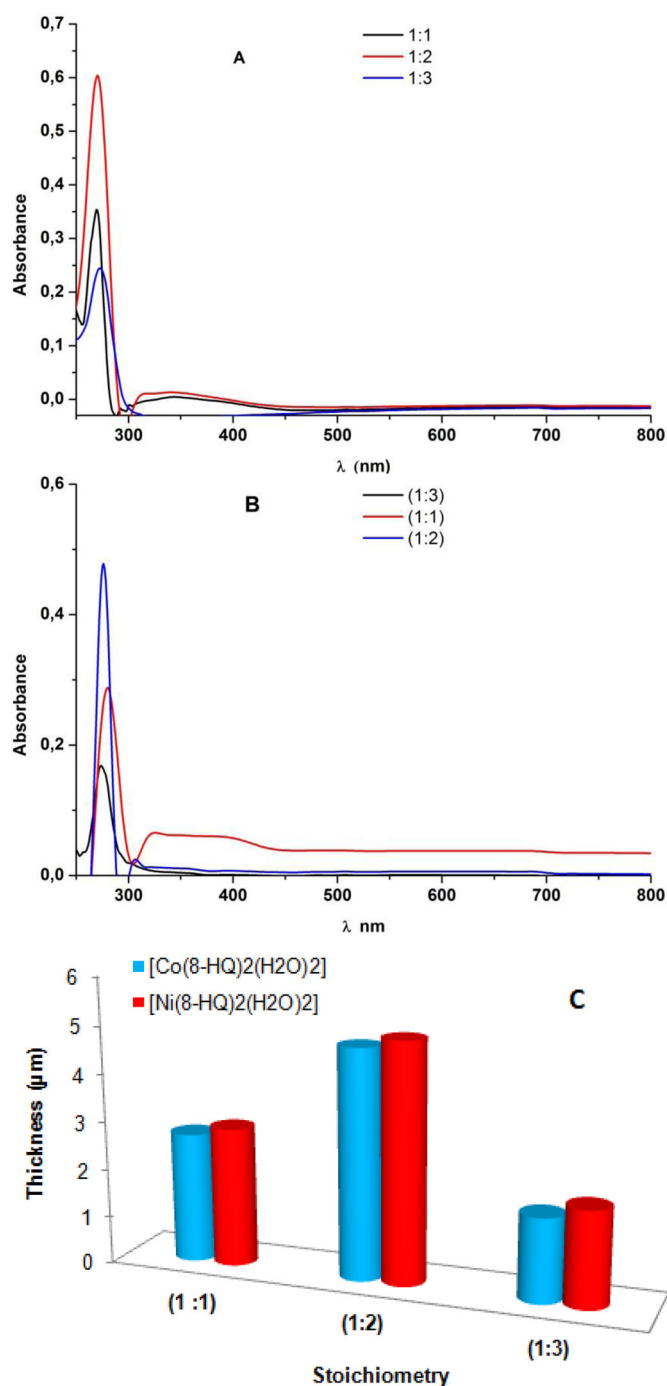 0,7
0,6
0,5
0,4
0,3
0,2
0,1
0,0
Absorbance
A
1:1
1:2
1:3
300 400 500 600 700 800
λ (nm)
0,6
0,4
0,2
0,0
Absorbance
B
(1:3)
(1:1)
(1:2)
300 400 500 600 700 800
λ nm
[Co(8-HQ)2(H2O)2]
[Ni(8-HQ)2(H2O)2]
C
6
5
4
3
2
1
0
Thickness (µm)
(1 :1)
(1:2)
(1:3)
Stoichiometry